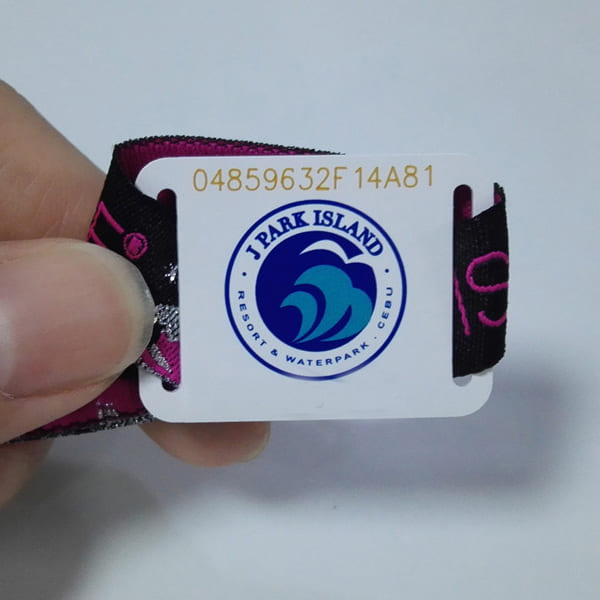 04859632F14A81
J PARK ISLAND
RESORT & WATERPARK . CEBU